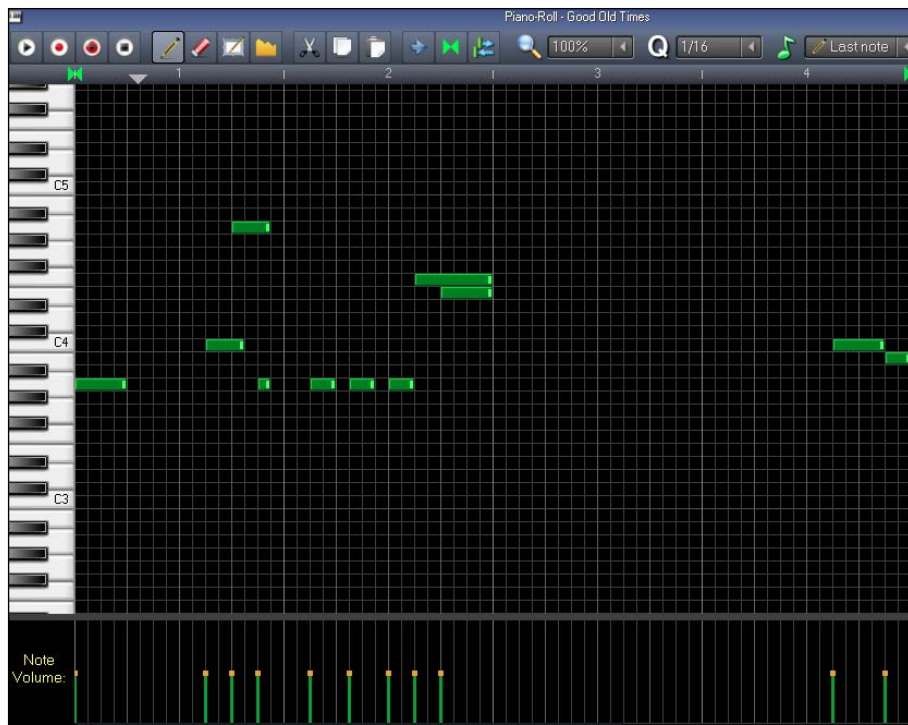 Piano-Roll - Good Old Times
100%
Q
1/16
Last note
1
2
3
4
C5
C4
C3
Note
Volume: